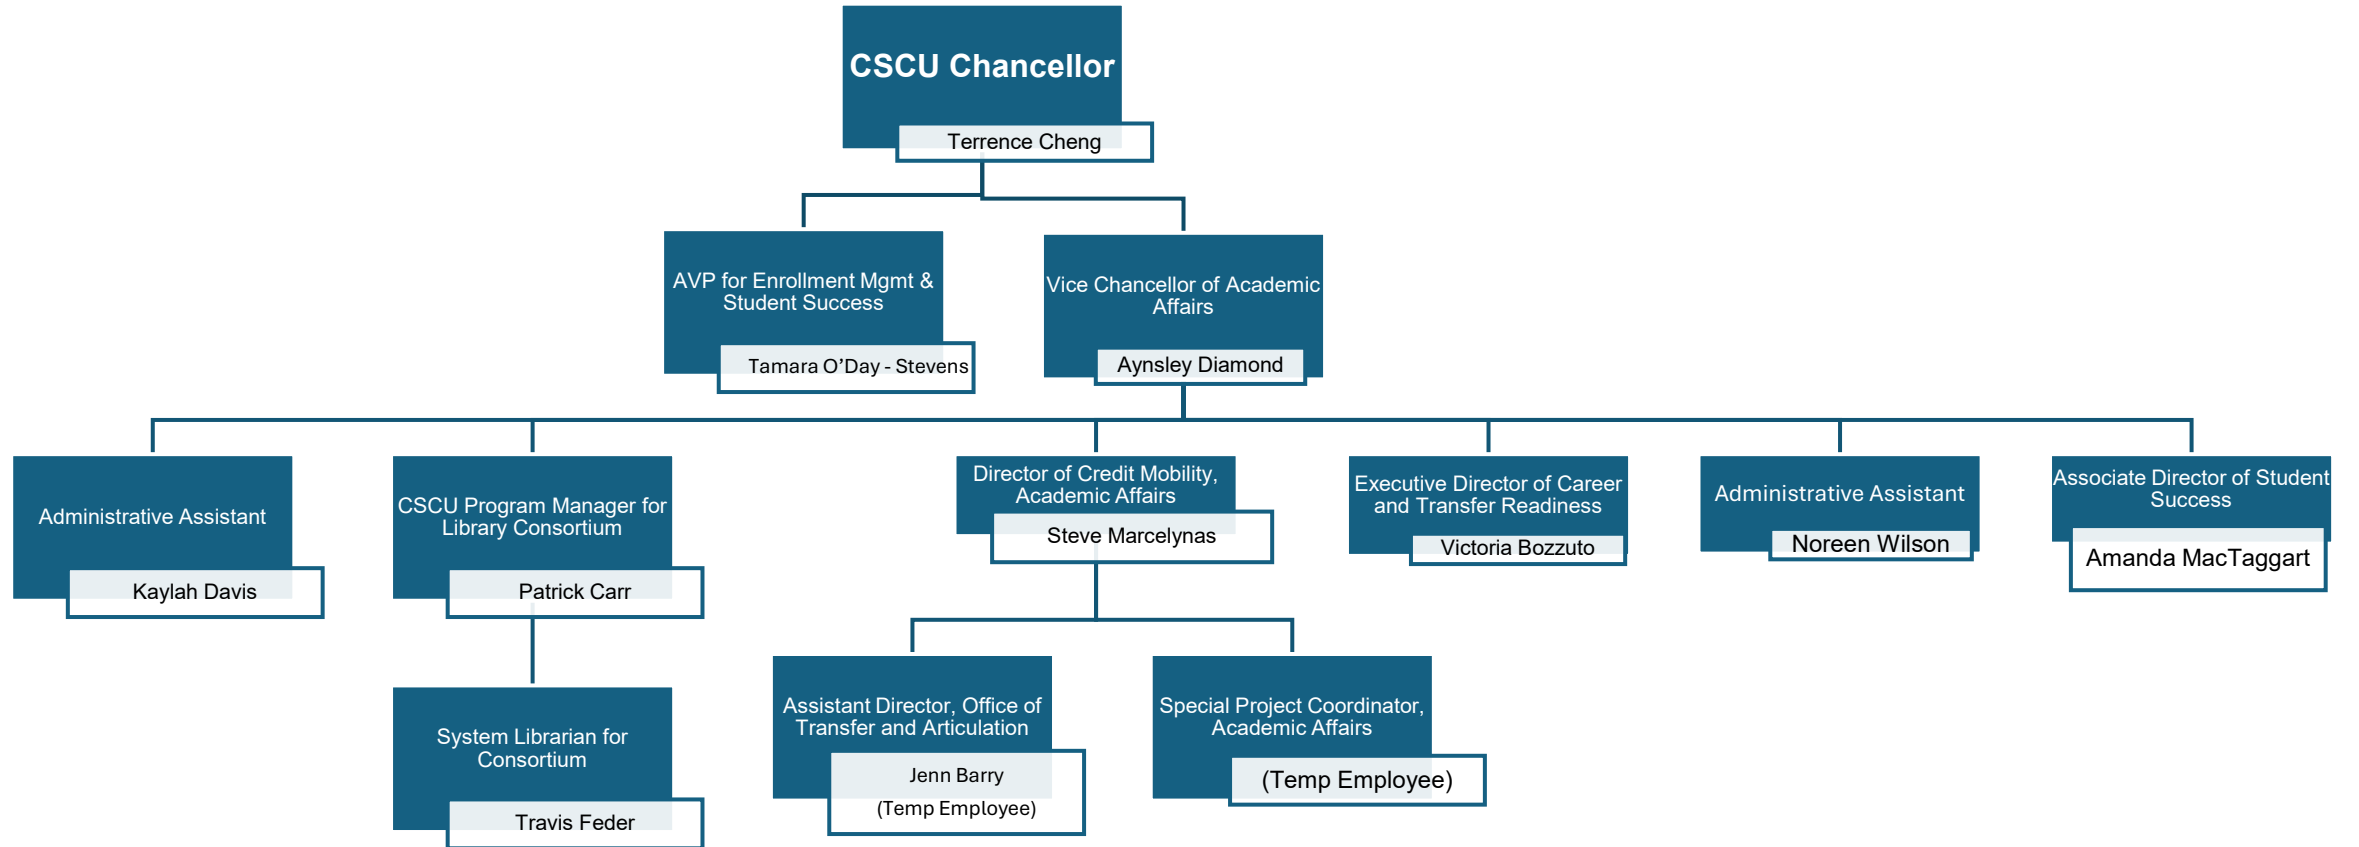 CSCU Chancellor
Terrence Cheng
AVP for Enrollment Mgmt &
Student Success
Tamara O’Day - Stevens
Vice Chancellor of Academic
Affairs
Aynsley Diamond
Administrative Assistant
Kaylah Davis
CSCU Program Manager for
Library Consortium
Patrick Carr
Director of Credit Mobility,
Academic Affairs
Steve Marcelynas
Executive Director of Career
and Transfer Readiness
Victoria Bozzuto
Administrative Assistant
Noreen Wilson
Associate Director of Student
Success
Amanda MacTaggart
System Librarian for
Consortium
Travis Feder
Assistant Director, Office of
Transfer and Articulation
Jenn Barry
(Temp Employee)
Special Project Coordinator,
Academic Affairs
(Temp Employee)